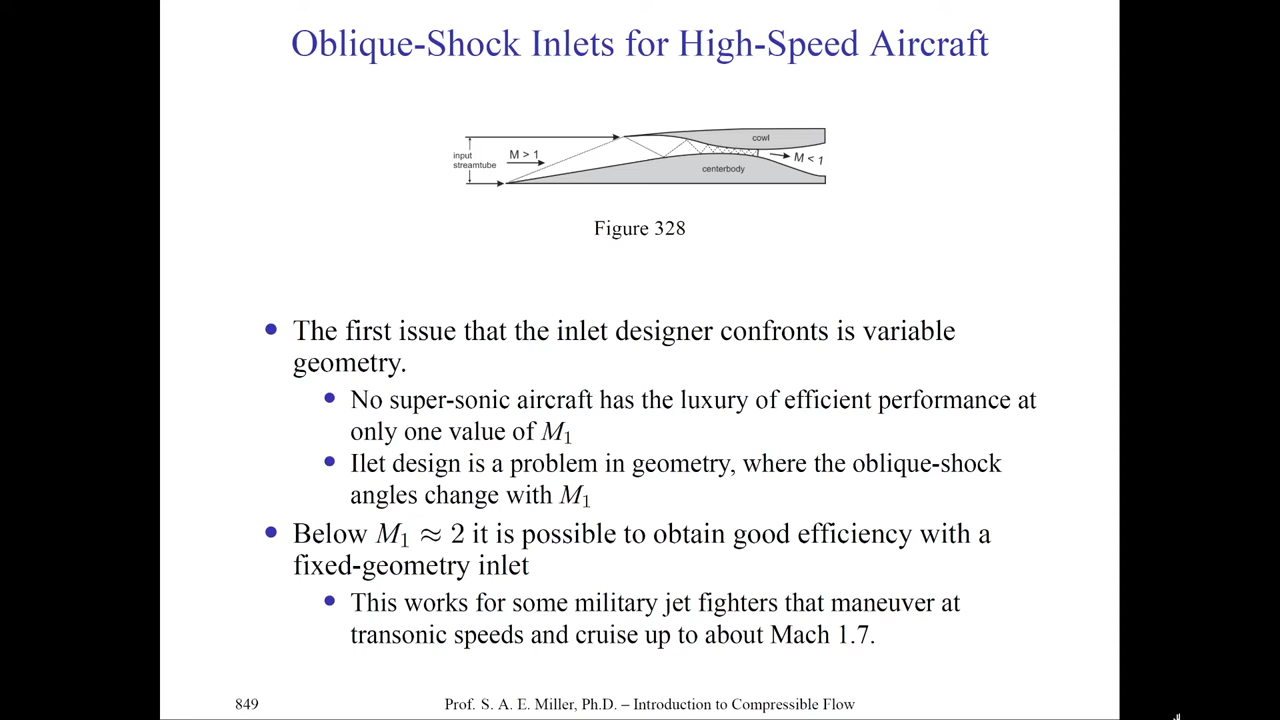 Oblique-Shock Inlets for High-Speed Aircraft
cowl
input
streamtube
M > 1
M < 1
centerbody
Figure 328
• The first issue that the inlet designer confronts is variable
geometry.
• No super-sonic aircraft has the luxury of efficient performance at
only one value of M₁
• Ilet design is a problem in geometry, where the oblique-shock
angles change with M₁
• Below M₁ ≈ 2 it is possible to obtain good efficiency with a
fixed-geometry inlet
• This works for some military jet fighters that maneuver at
transonic speeds and cruise up to about Mach 1.7.
849
Prof. S. A. E. Miller, Ph.D. – Introduction to Compressible Flow